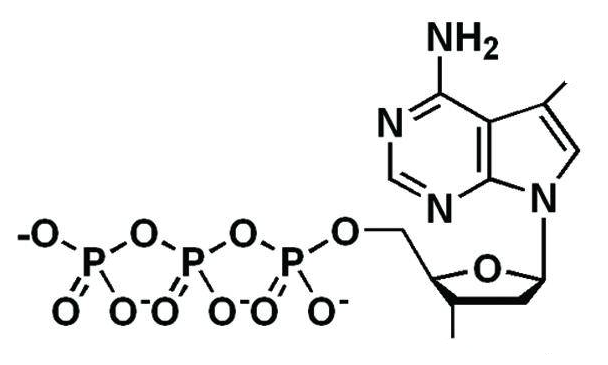 NH₂
N
N
N
-O O O O O
P P P
O O- O O- O O-